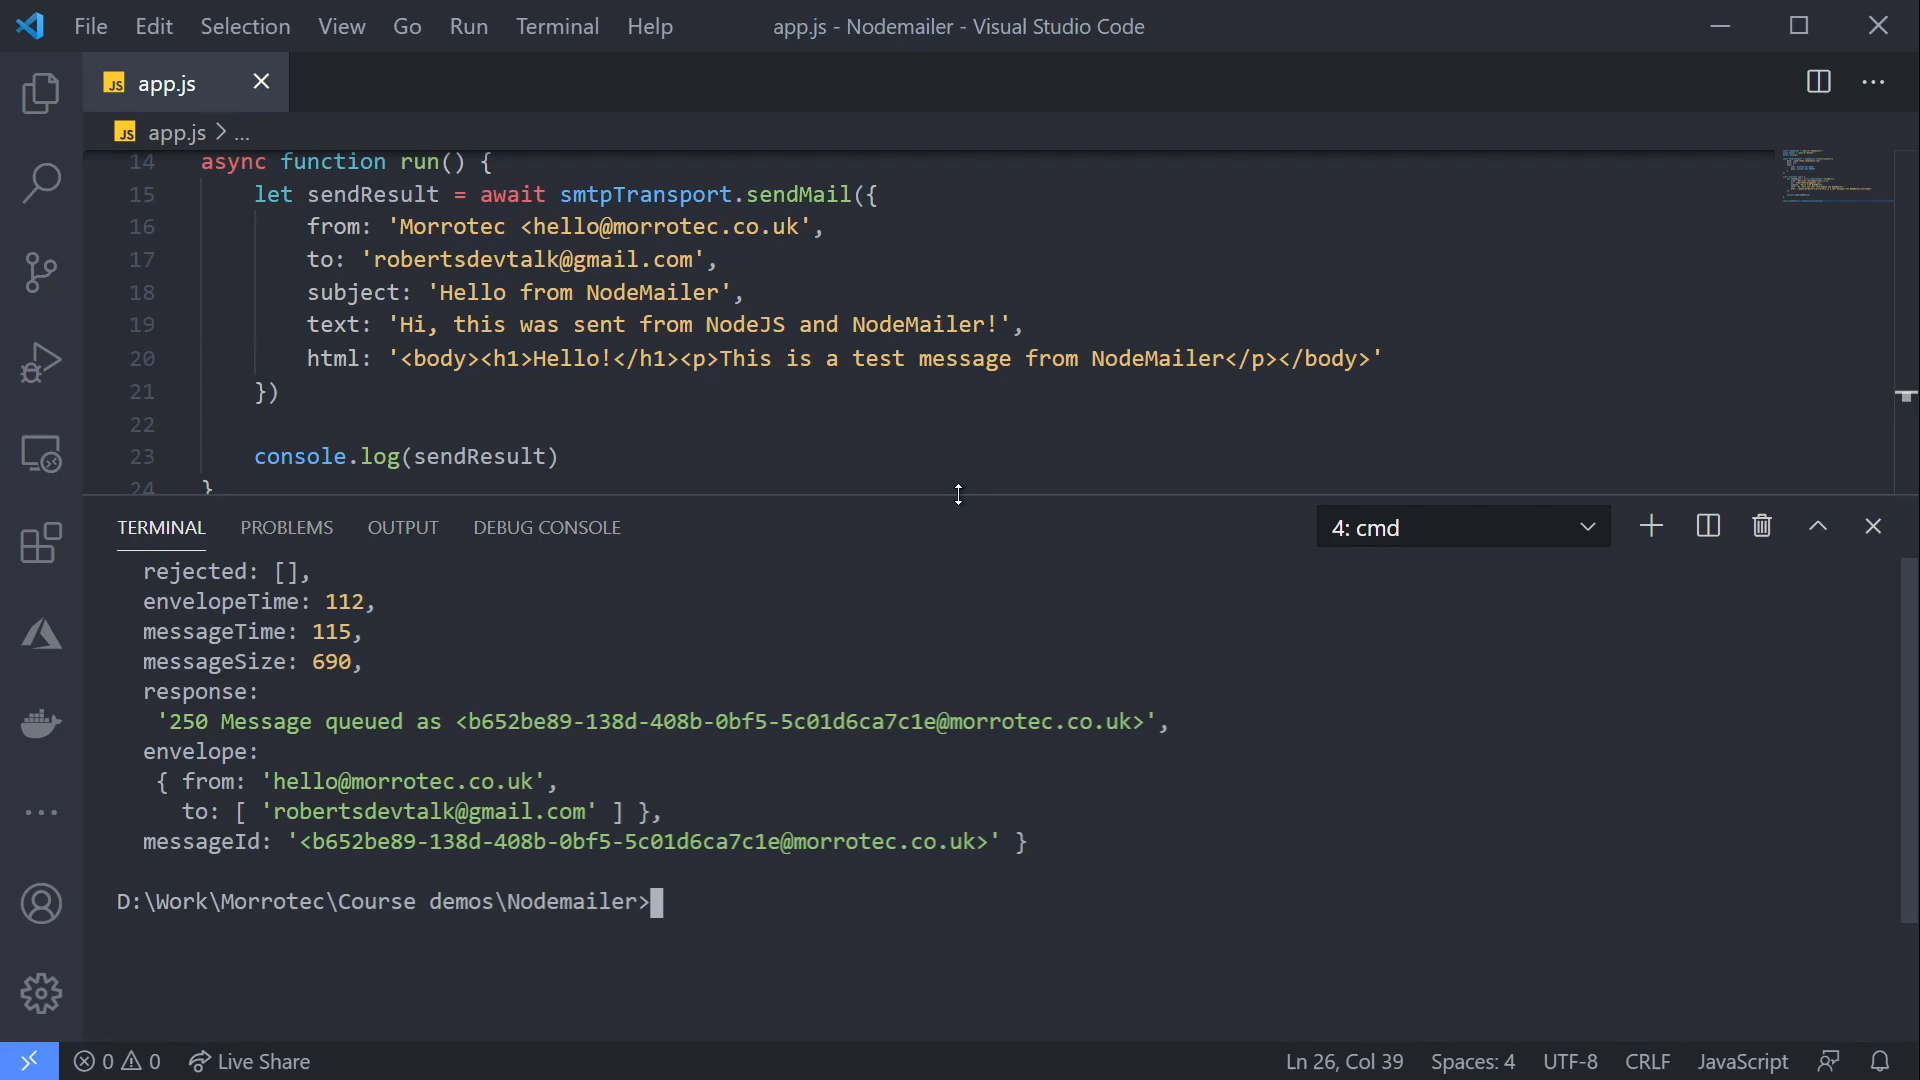 File Edit Selection View Go Run Terminal Help app.js - Nodemailer - Visual Studio Code
JS app.js
JS app.js > ...
14 async function run() {
15 let sendResult = await smtpTransport.sendMail({
16 from: 'Morrotec <hello@morrotec.co.uk',
17 to: 'robertsdevtalk@gmail.com',
18 subject: 'Hello from NodeMailer',
19 text: 'Hi, this was sent from NodeJS and NodeMailer!',
20 html: '<body><h1>Hello!</h1><p>This is a test message from NodeMailer</p></body>'
21 })
22
23 console.log(sendResult)
24 }
TERMINAL PROBLEMS OUTPUT DEBUG CONSOLE 4: cmd
rejected: [],
envelopeTime: 112,
messageTime: 115,
messageSize: 690,
response:
'250 Message queued as <b652be89-138d-408b-0bf5-5c01d6ca7c1e@morrotec.co.uk>',
envelope:
{ from: 'hello@morrotec.co.uk',
to: [ 'robertsdevtalk@gmail.com' ] },
messageId: '<b652be89-138d-408b-0bf5-5c01d6ca7c1e@morrotec.co.uk>' }
D:\Work\Morrotec\Course demos\Nodemailer>
0 0 Live Share Ln 26, Col 39 Spaces: 4 UTF-8 CRLF JavaScript